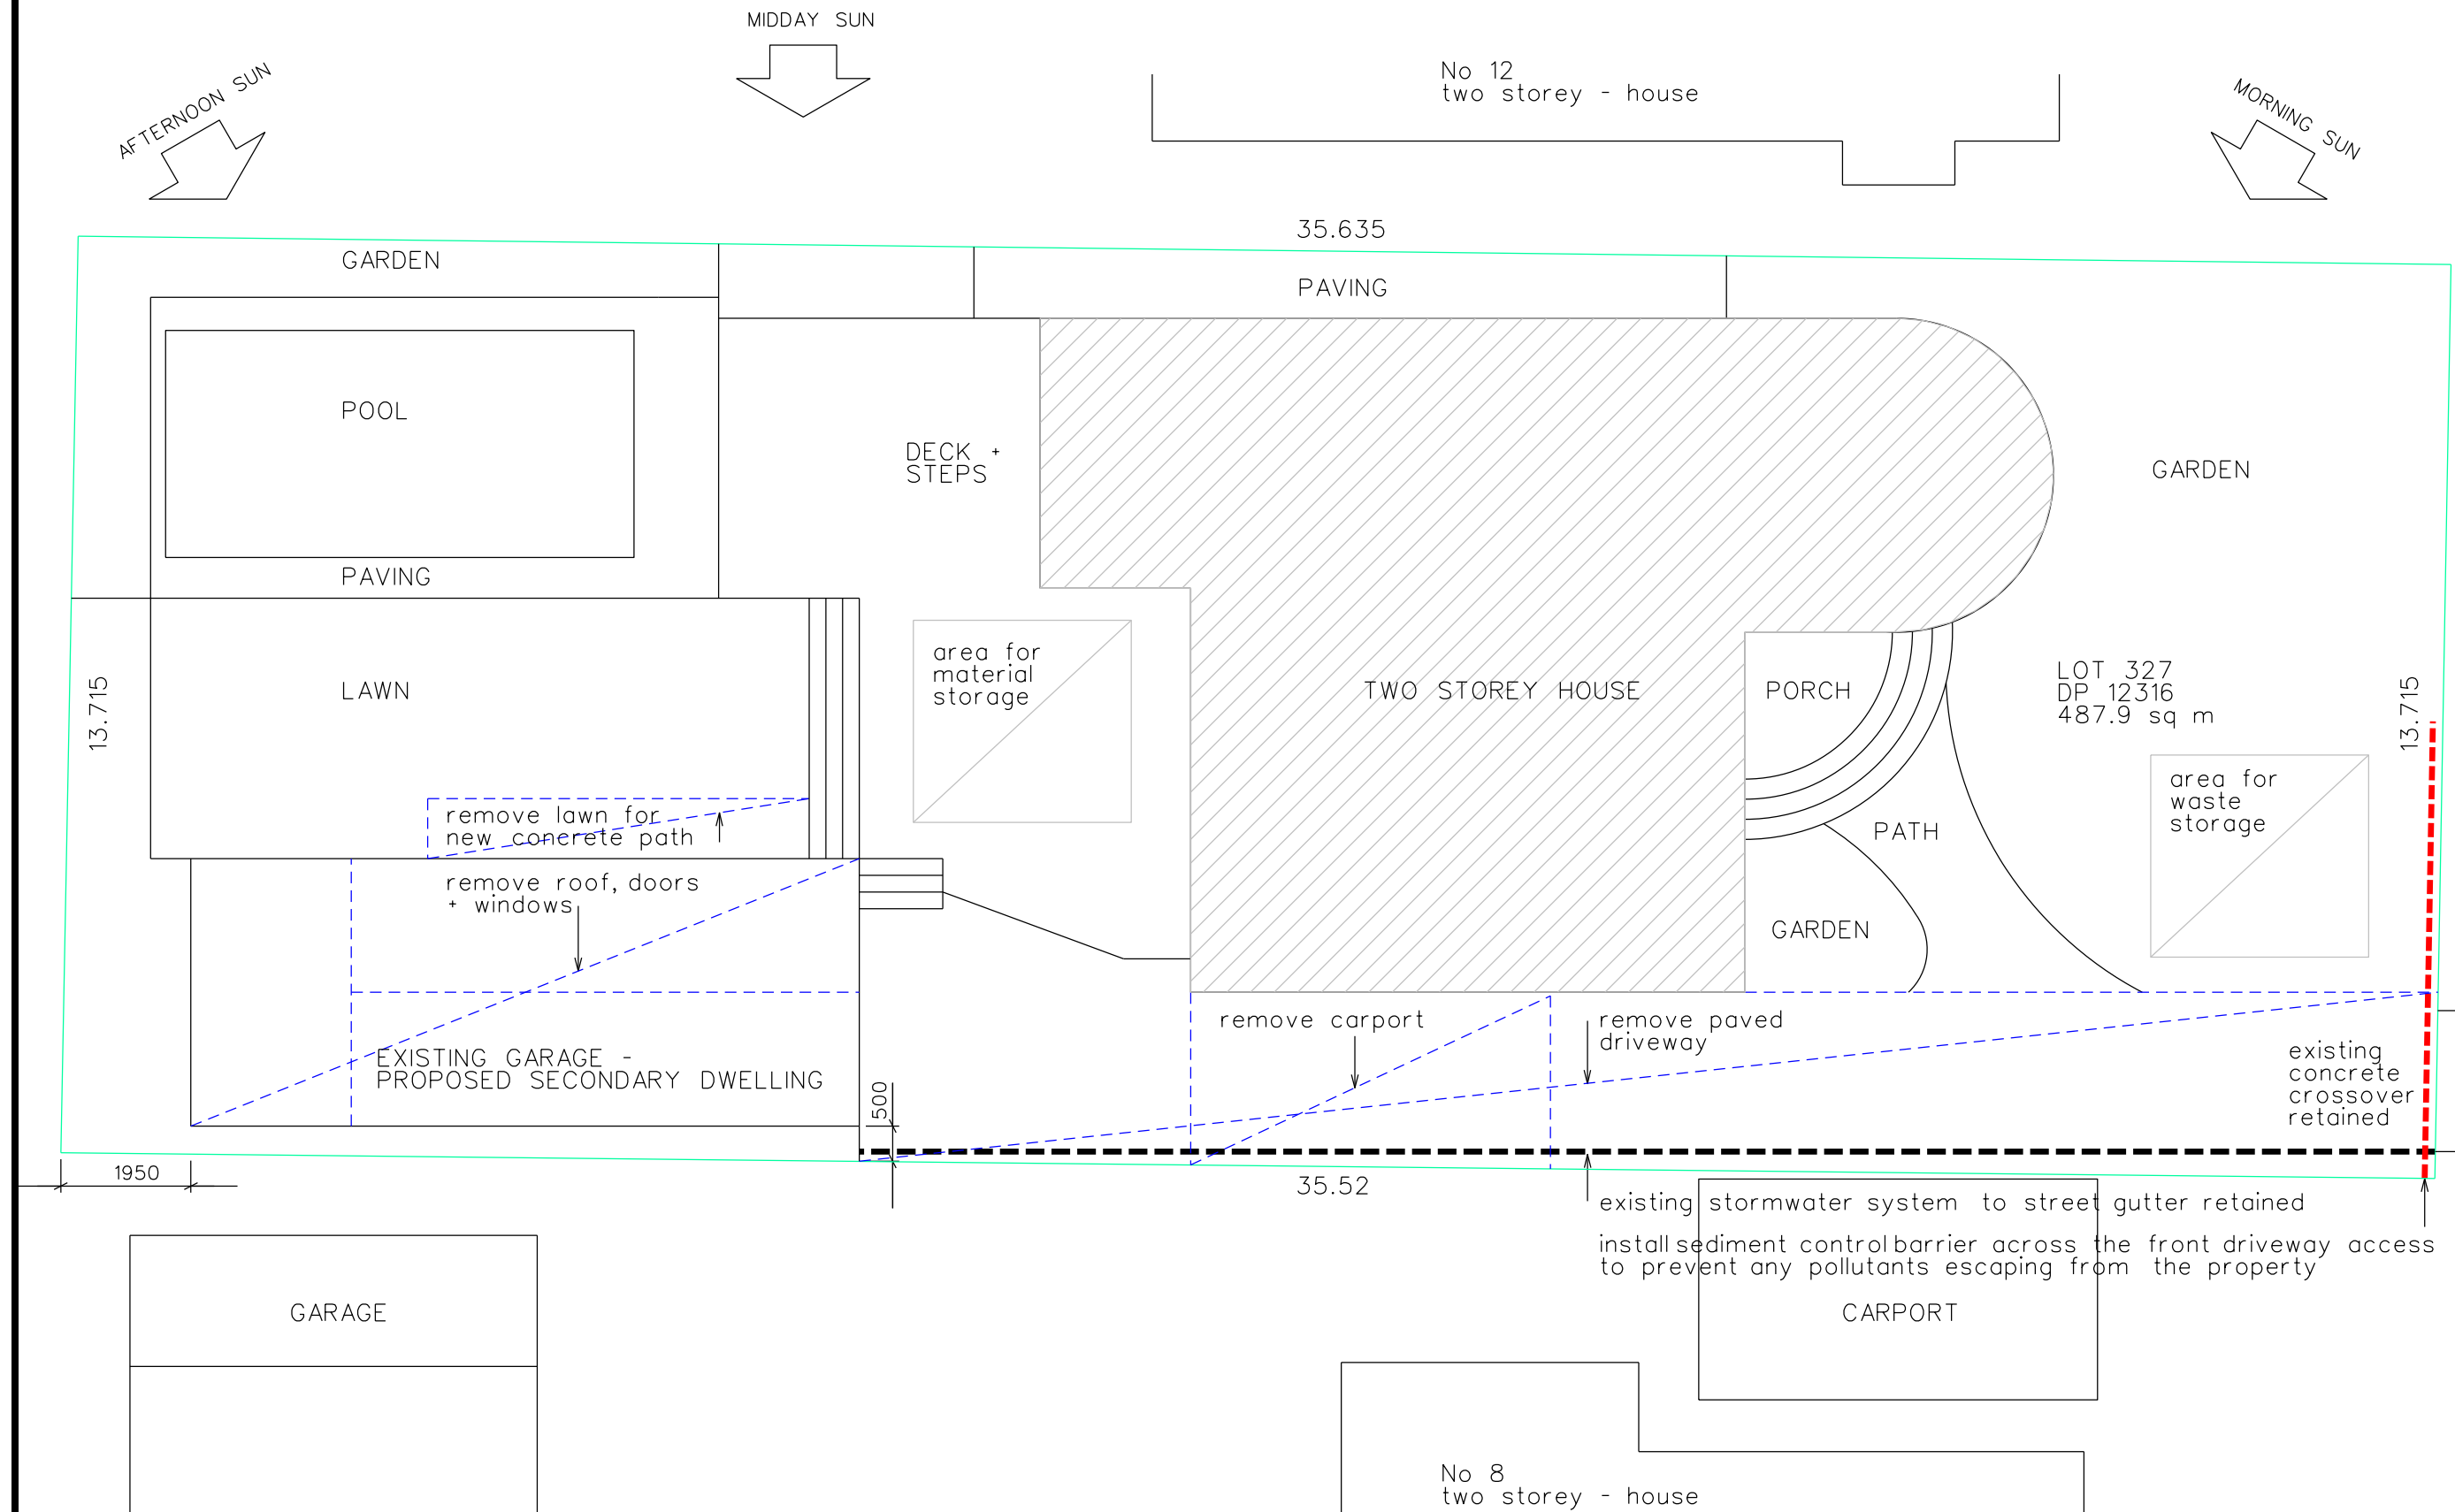 MIDDAY SUN
AFTERNOON SUN
No 12
two storey - house
MORNING SUN
35.635
GARDEN
PAVING
POOL
DECK +
STEPS
GARDEN
PAVING
13.715
LAWN
area for
material
storage
TWO STOREY HOUSE
PORCH
LOT 327
DP 12316
487.9 sq m
13.715
area for
waste
storage
remove lawn for
new concrete path
PATH
remove roof, doors
+ windows
GARDEN
remove carport
remove paved
driveway
EXISTING GARAGE -
PROPOSED SECONDARY DWELLING
500
existing
concrete
crossover
retained
1950
35.52
existing stormwater system to street gutter retained
install sediment control barrier across the front driveway access
to prevent any pollutants escaping from the property
GARAGE
CARPORT
No 8
two storey - house